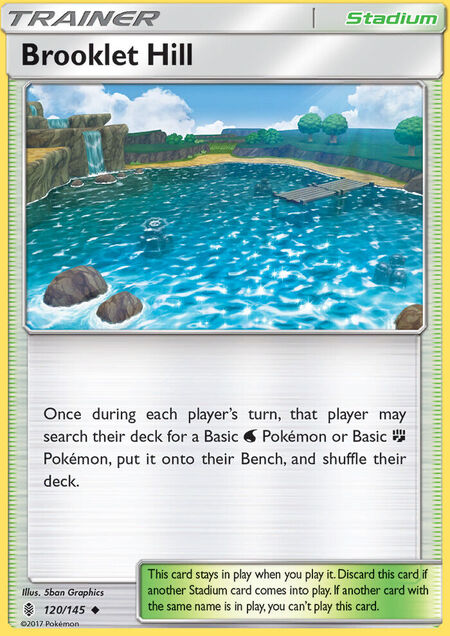 TRAINER Stadium
Brooklet Hill
Once during each player's turn, that player may
search their deck for a Basic Pokémon or Basic
Pokémon, put it onto their Bench, and shuffle their
deck.
This card stays in play when you play it. Discard this card if
another Stadium card comes into play. If another card
with the same name is in play, you can't play this card.
Illus. 5ban Graphics
120/145
©2017 Pokémon